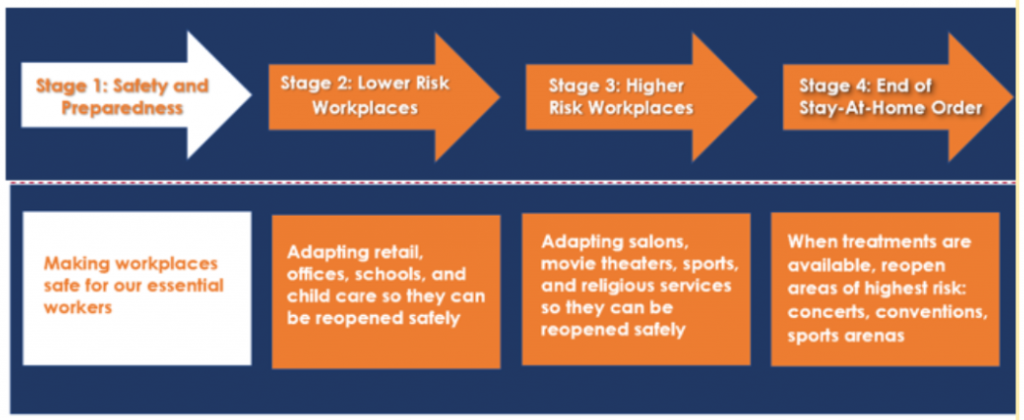 Stage 1: Safety and
Preparedness
Stage 2: Lower Risk
Workplaces
Stage 3: Higher
Risk Workplaces
Stage 4: End of
Stay-At-Home Order
Making workplaces
safe for our essential
workers
Adapting retail,
offices, schools, and
child care so they can
be reopened safely
Adapting salons,
movie theaters, sports,
and religious services
so they can be
reopened safely
When treatments are
available, reopen
areas of highest risk:
concerts, conventions,
sports arenas